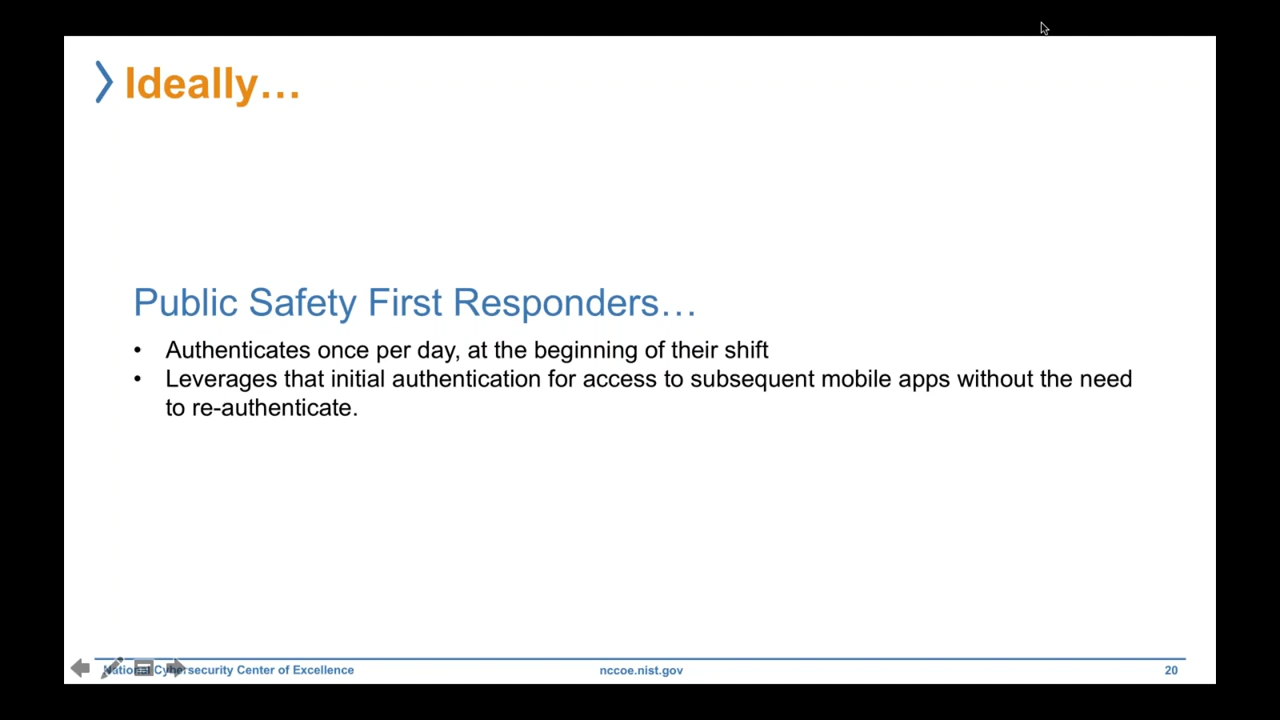 Ideally…
Public Safety First Responders…
• Authenticates once per day, at the beginning of their shift
• Leverages that initial authentication for access to subsequent mobile apps without the need
to re-authenticate.
National Cybersecurity Center of Excellence
nccoe.nist.gov
20